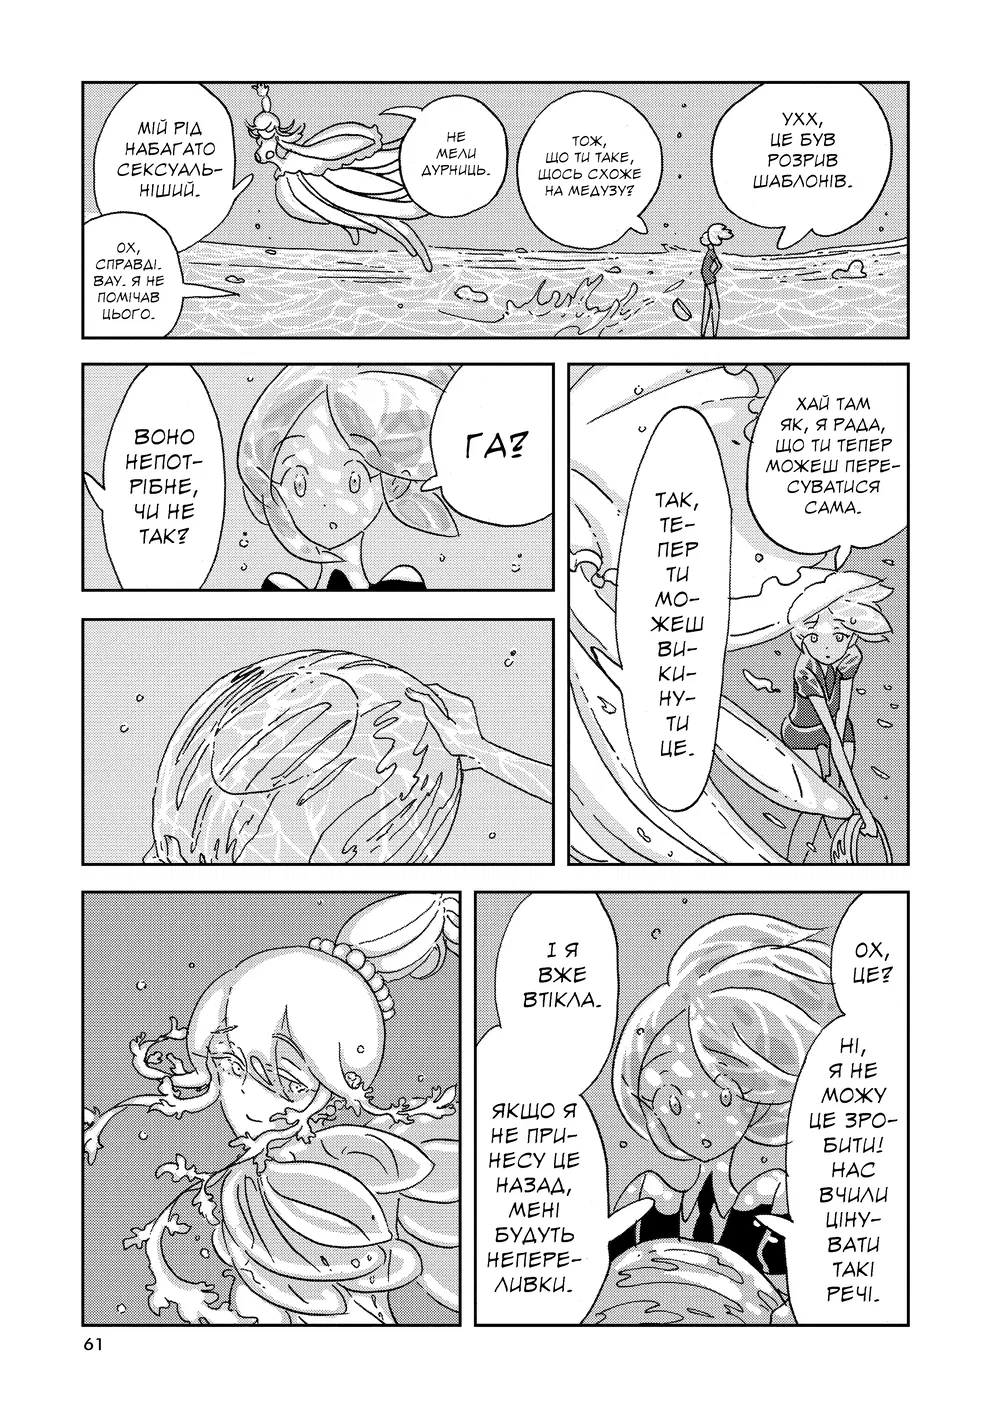 УХХ,
ЦЕ БУВ
РОЗРИВ
ШАБЛОНІВ.
ТОЖ,
ЩО ТИ ТАКЕ,
ЩОСЬ СХОЖЕ
НА МЕДУЗУ?
НЕ
МЕЛИ
ДУРНИЦЬ.
МІЙ РІД
НАБАГАТО
СЕКСУАЛЬ-
НІШИЙ.
ОХ,
СПРАВДІ.
ВАУ. Я НЕ
ПОМІЧАВ
ЦЬОГО.
ХАЙ ТАМ
ЯК, Я РАДА,
ЩО ТИ ТЕПЕР
МОЖЕШ ПЕРЕ-
СУВАТИСЯ
САМА.
ТАК,
ТЕ-
ПЕР
ТИ
МО-
ЖЕШ
ВИ-
КИ-
НУ-
ТИ
ЦЕ.
ГА?
ВОНО
НЕПОТ-
РІБНЕ,
ЧИ НЕ
ТАК?
ОХ,
ЦЕ?
НІ,
Я НЕ
МОЖУ
ЦЕ ЗРО-
БИТИ!
НАС
ВЧИЛИ
ЦІНУ-
ВАТИ
ТАКІ
РЕЧІ.
І Я
ВЖЕ
ВТІКЛА.
ЯКЩО Я
НЕ ПРИ-
НЕСУ ЦЕ
НАЗАД,
МЕНІ
БУДУТЬ
НЕПЕРЕ-
ЛИВКИ.
61